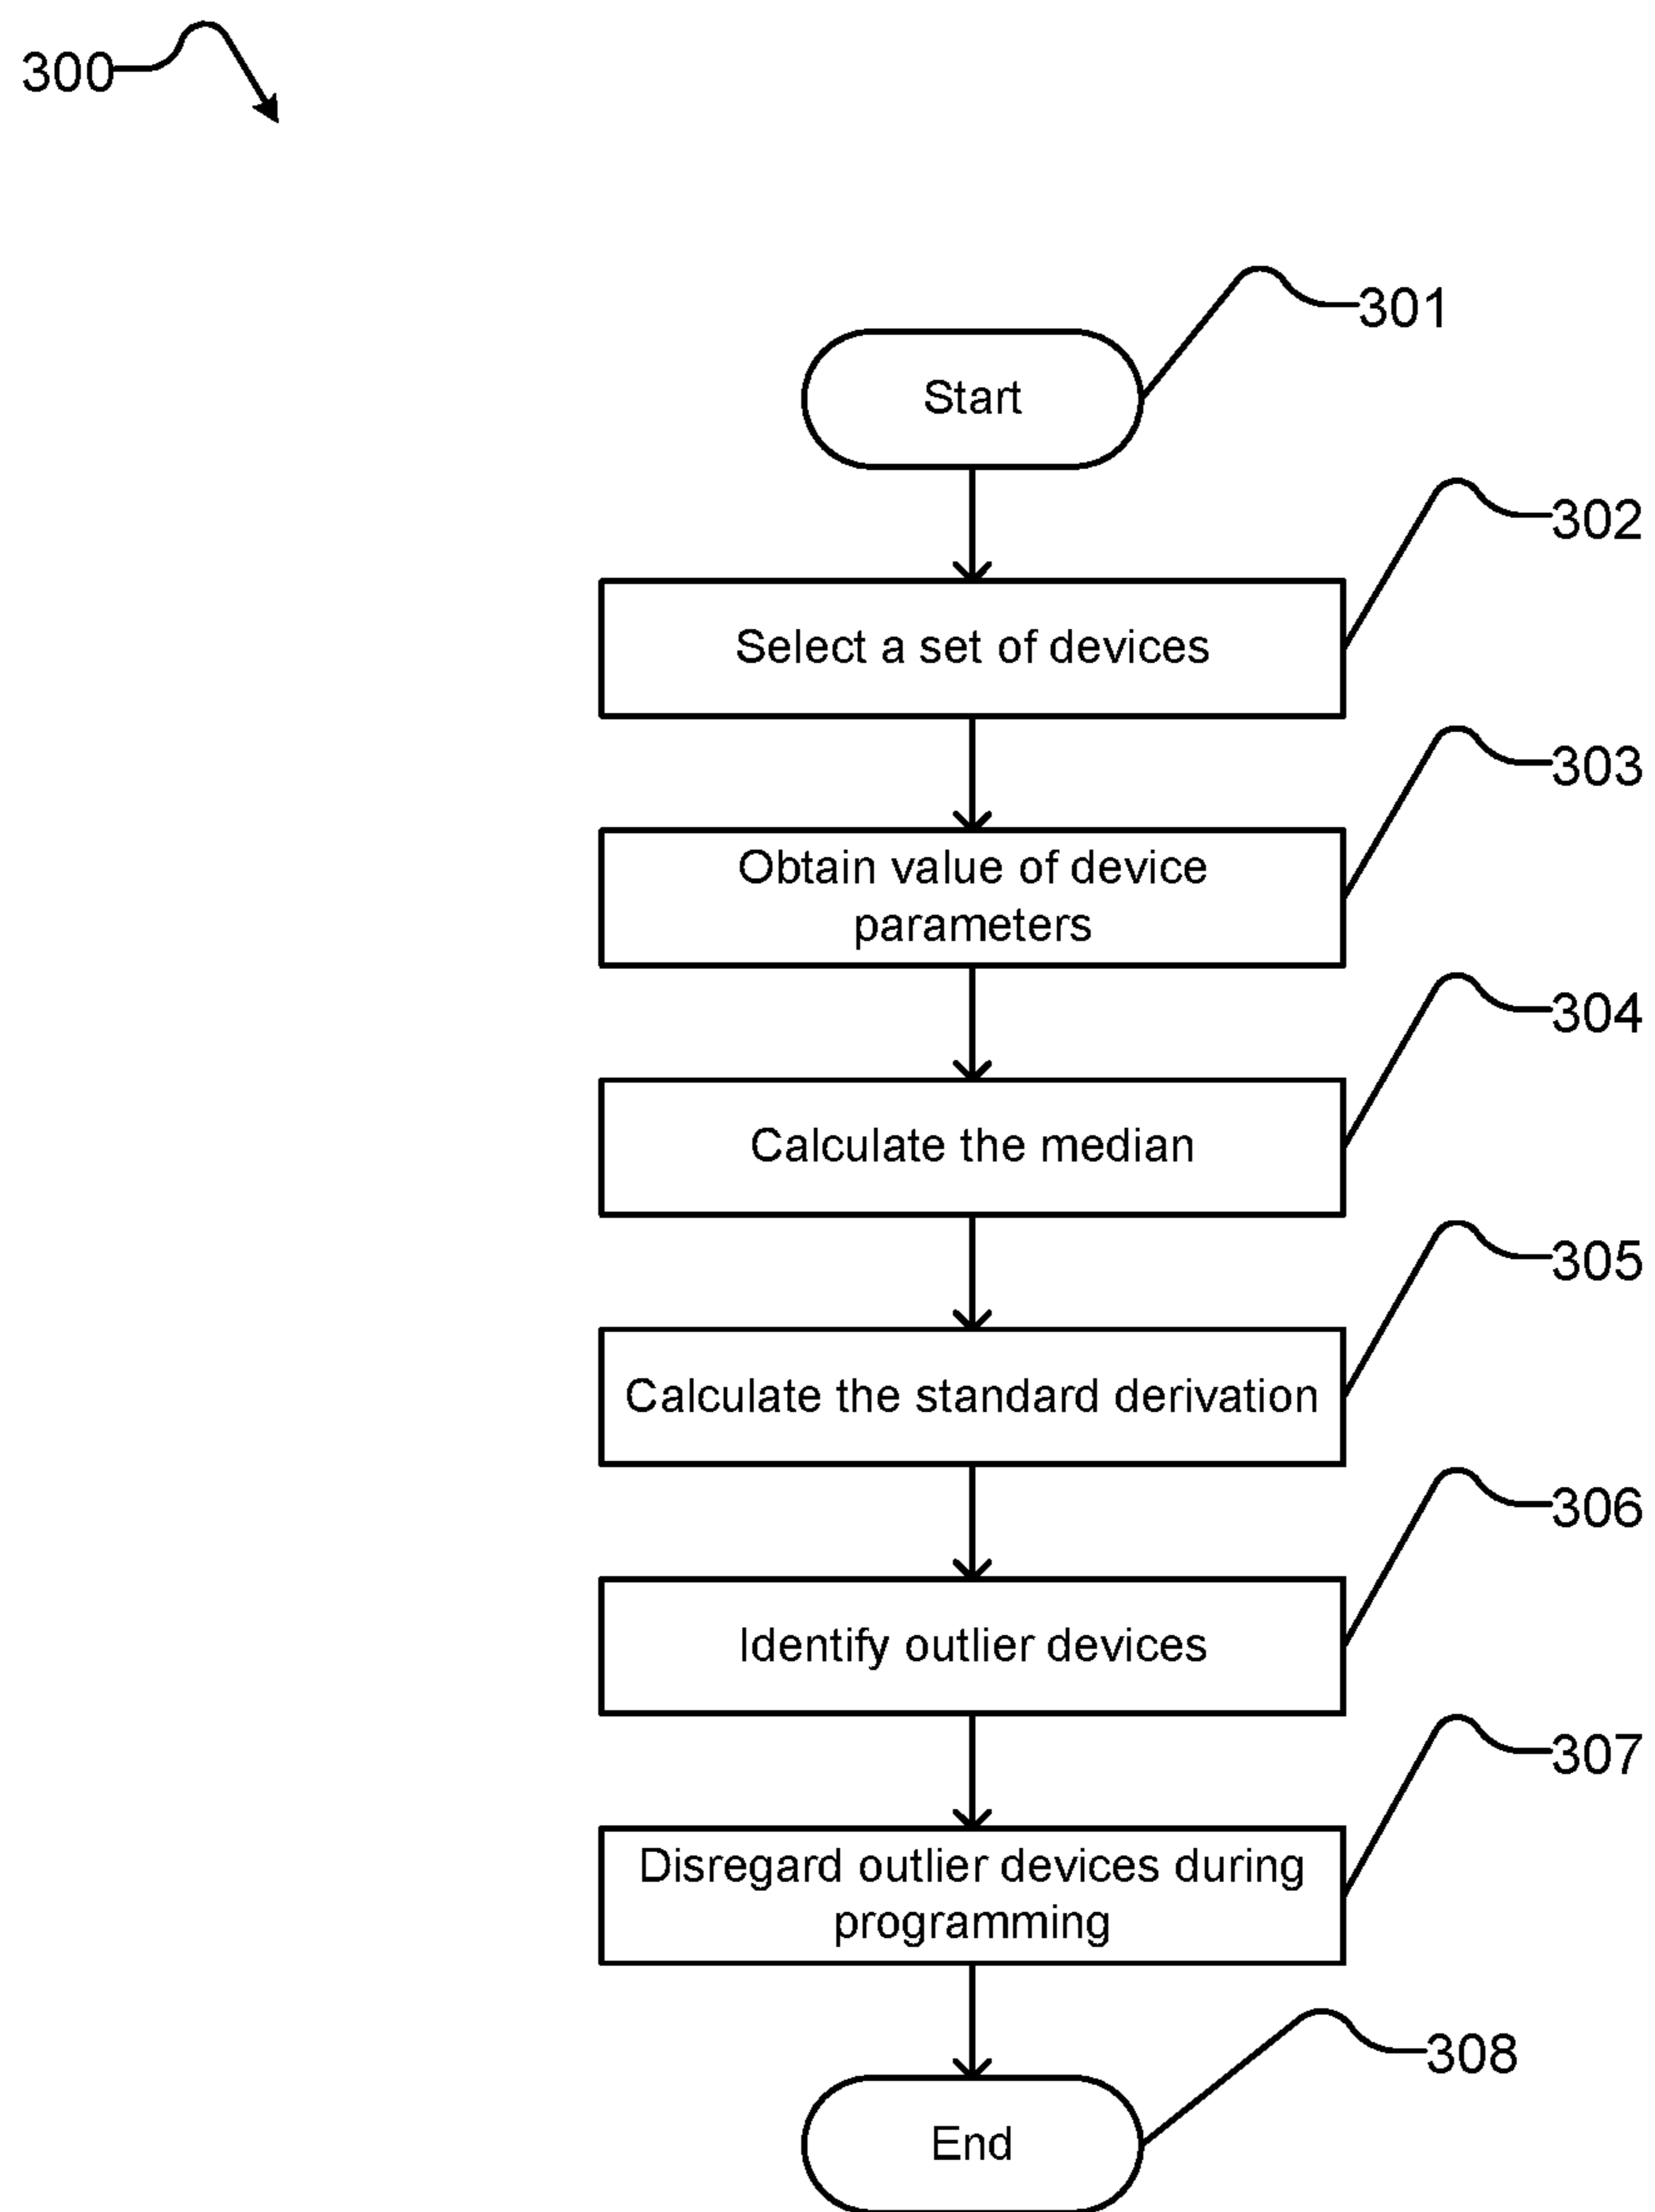 300
301
Start
302
Select a set of devices
303
Obtain value of device
parameters
304
Calculate the median
305
Calculate the standard derivation
306
Identify outlier devices
307
Disregard outlier devices during
programming
308
End